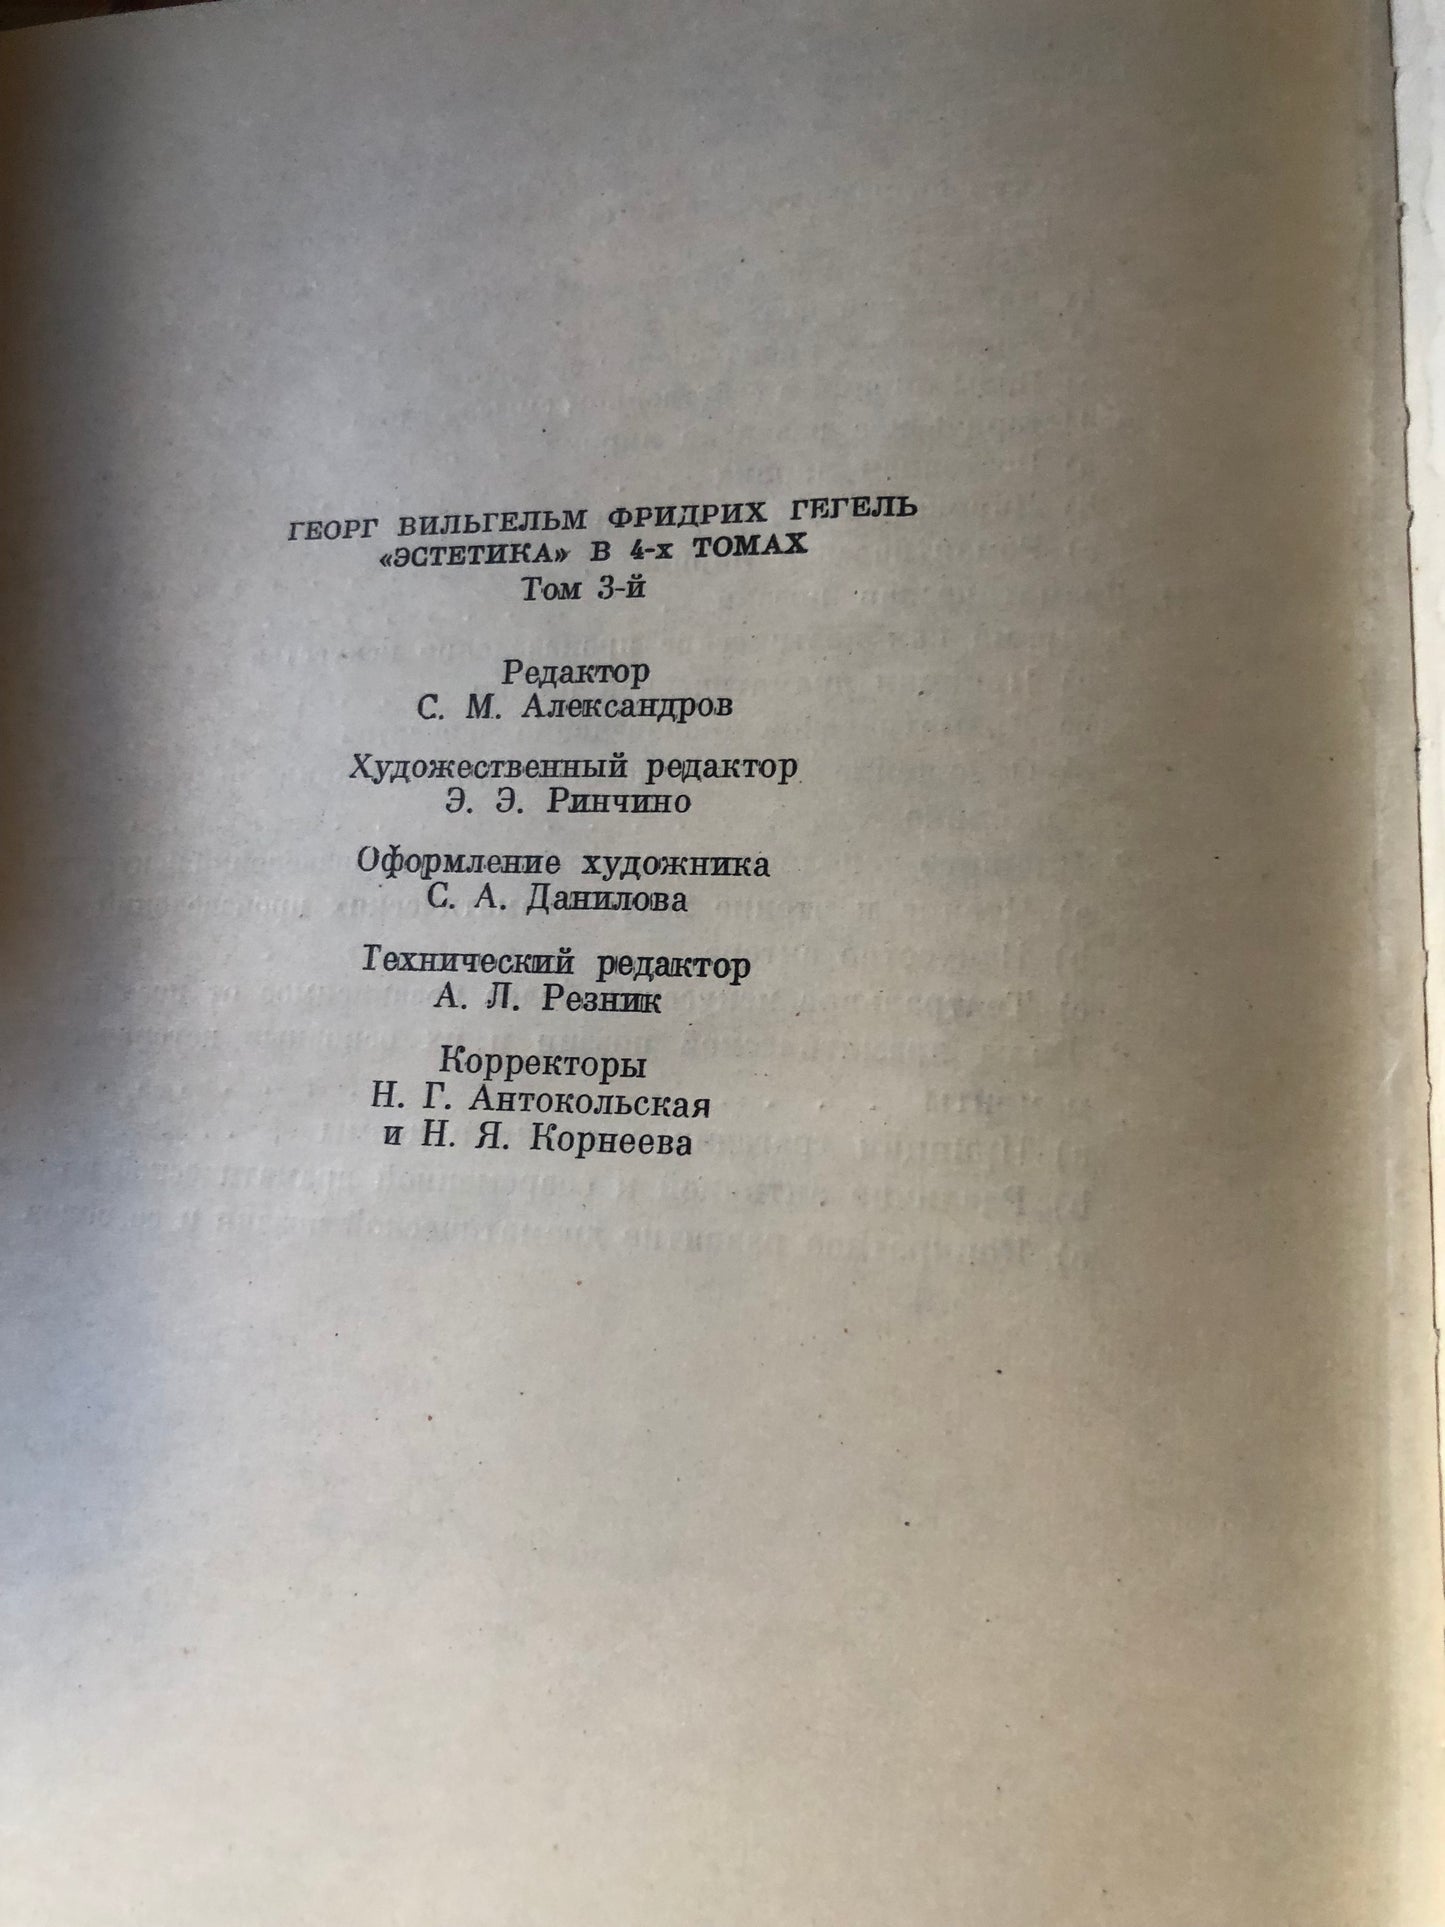 ГЕОРГ ВИЛЬГЕЛЬМ ФРИДРИХ ГЕГЕЛЬ
«ЭСТЕТИКА» В 4-х ТОМАХ
Том 3-й
Редактор
С. М. Александров
Художественный редактор
Э. Э. Ринчино
Оформление художника
С. А. Данилова
Технический редактор
А. Л. Резник
Корректоры
Н. Г. Антокольская
и Н. Я. Корнеева